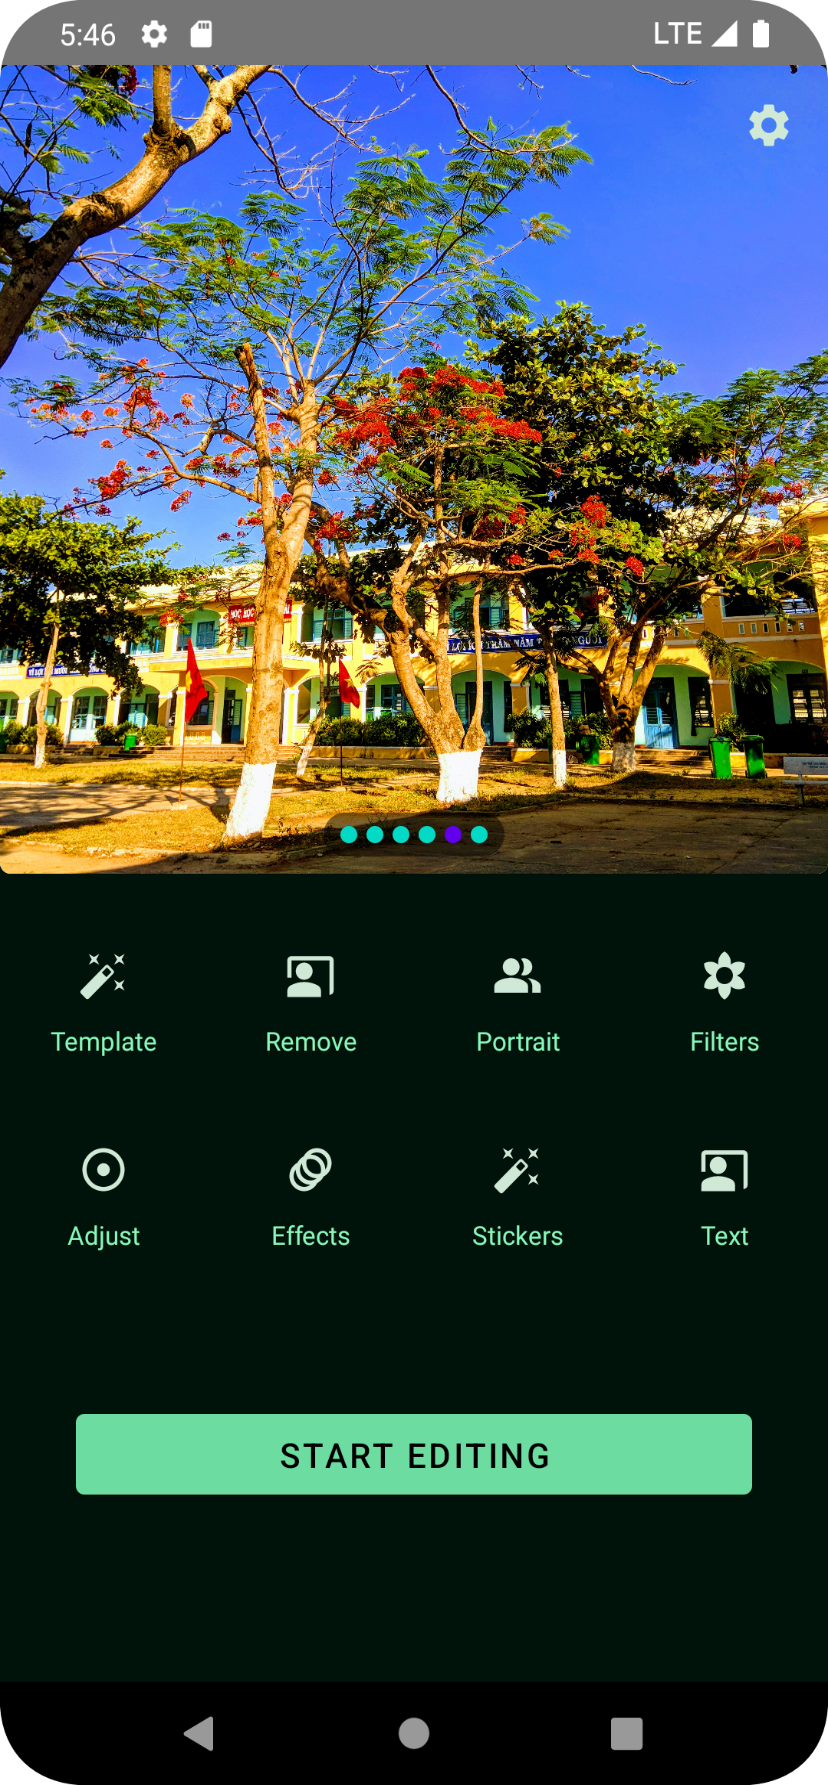 5:46
LTE
Template
Remove
Portrait
Filters
Adjust
Effects
Stickers
Text
START EDITING